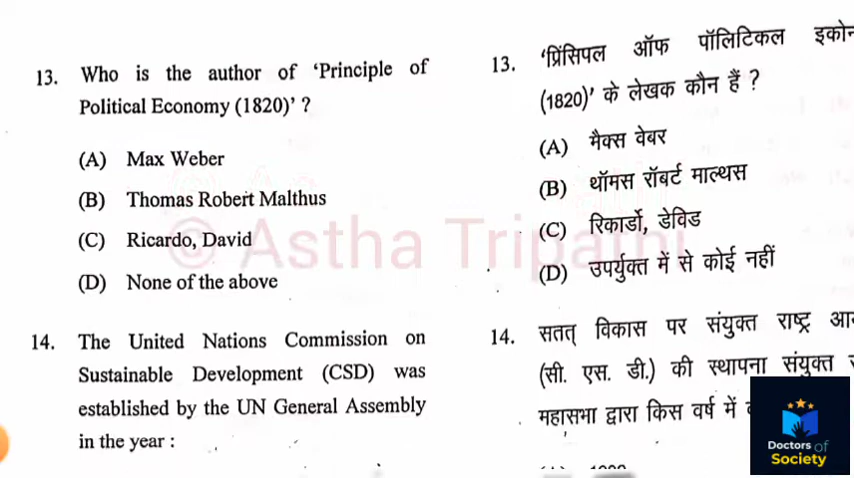 13. Who is the author of ‘Principle of
Political Economy (1820)’ ?
(A) Max Weber
(B) Thomas Robert Malthus
(C) Ricardo, David
(D) None of the above
14. The United Nations Commission on
Sustainable Development (CSD) was
established by the UN General Assembly
in the year :
13. ‘प्रिंसिपल ऑफ पॉलिटिकल इकोन
(1820)’ के लेखक कौन हैं ?
(A) मैक्स वेबर
(B) थॉमस रॉबर्ट माल्थस
(C) रिकार्डो, डेविड
(D) उपर्युक्त में से कोई नहीं
14. सतत् विकास पर संयुक्त राष्ट्र आ
(सी. एस. डी.) की स्थापना संयुक्त
महासभा द्वारा किस वर्ष में
© Astha Tripathi
Doctors of
Society